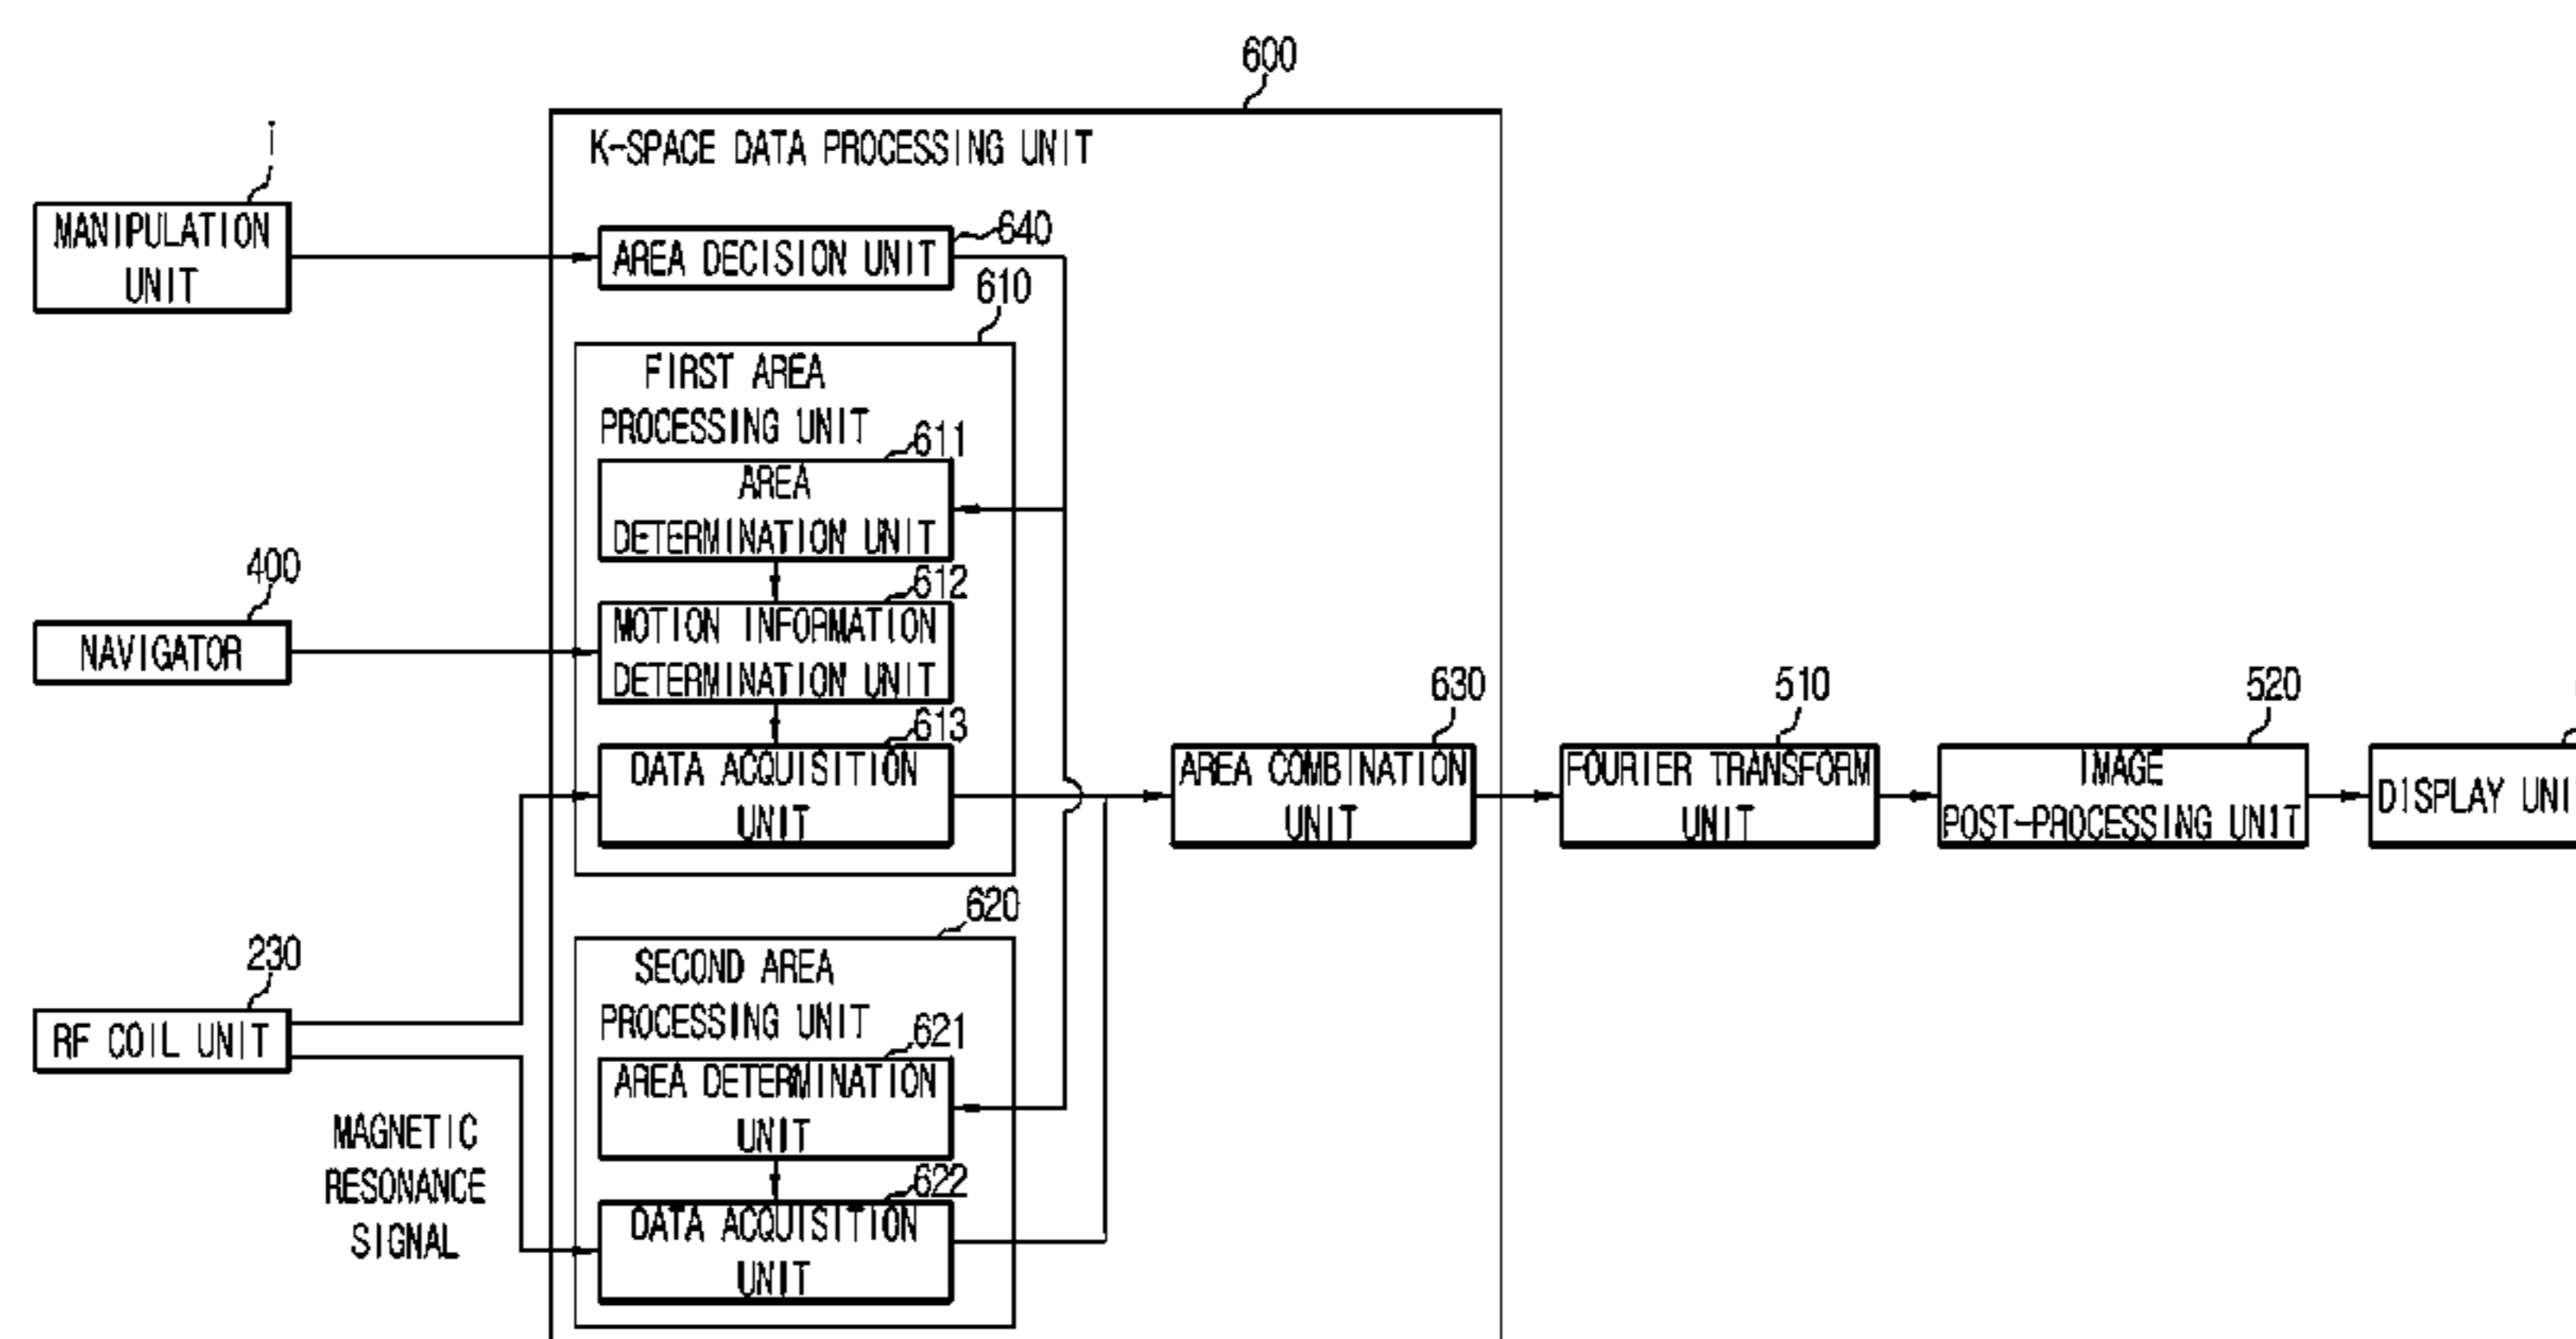 600
K-SPACE DATA PROCESSING UNIT
i
MANIPULATION
UNIT
640
AREA DECISION UNIT
610
FIRST AREA
PROCESSING UNIT
611
AREA
DETERMINATION UNIT
400
NAVIGATOR
612
MOTION INFORMATION
DETERMINATION UNIT
613
DATA ACQUISITION
UNIT
630
AREA COMBINATION
UNIT
510
FOURIER TRANSFORM
UNIT
520
IMAGE
POST-PROCESSING UNIT
DISPLAY UNI
620
SECOND AREA
PROCESSING UNIT
230
RF COIL UNIT
621
AREA DETERMINATION
UNIT
MAGNETIC
RESONANCE
SIGNAL
622
DATA ACQUISITION
UNIT